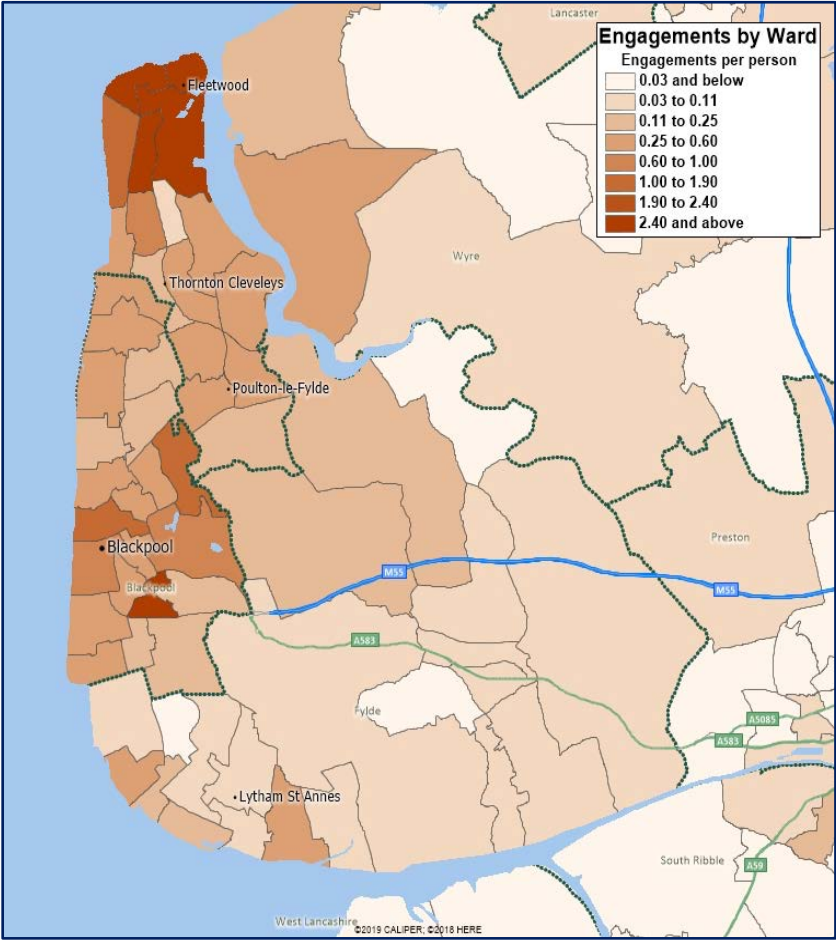 Lancaster
Engagements by Ward
Engagements per person
0.03 and below
0.03 to 0.11
0.11 to 0.25
0.25 to 0.60
0.60 to 1.00
1.00 to 1.90
1.90 to 2.40
2.40 and above
Fleetwood
Wyre
Thornton Cleveleys
Poulton-le-Fylde
Preston
Blackpool
M55
Blackpool
M55
A583
Fylde
A5085
A583
Lytham St Annes
South Ribble
A59
West Lancashire
©2019 CALIPER; ©2018 HERE